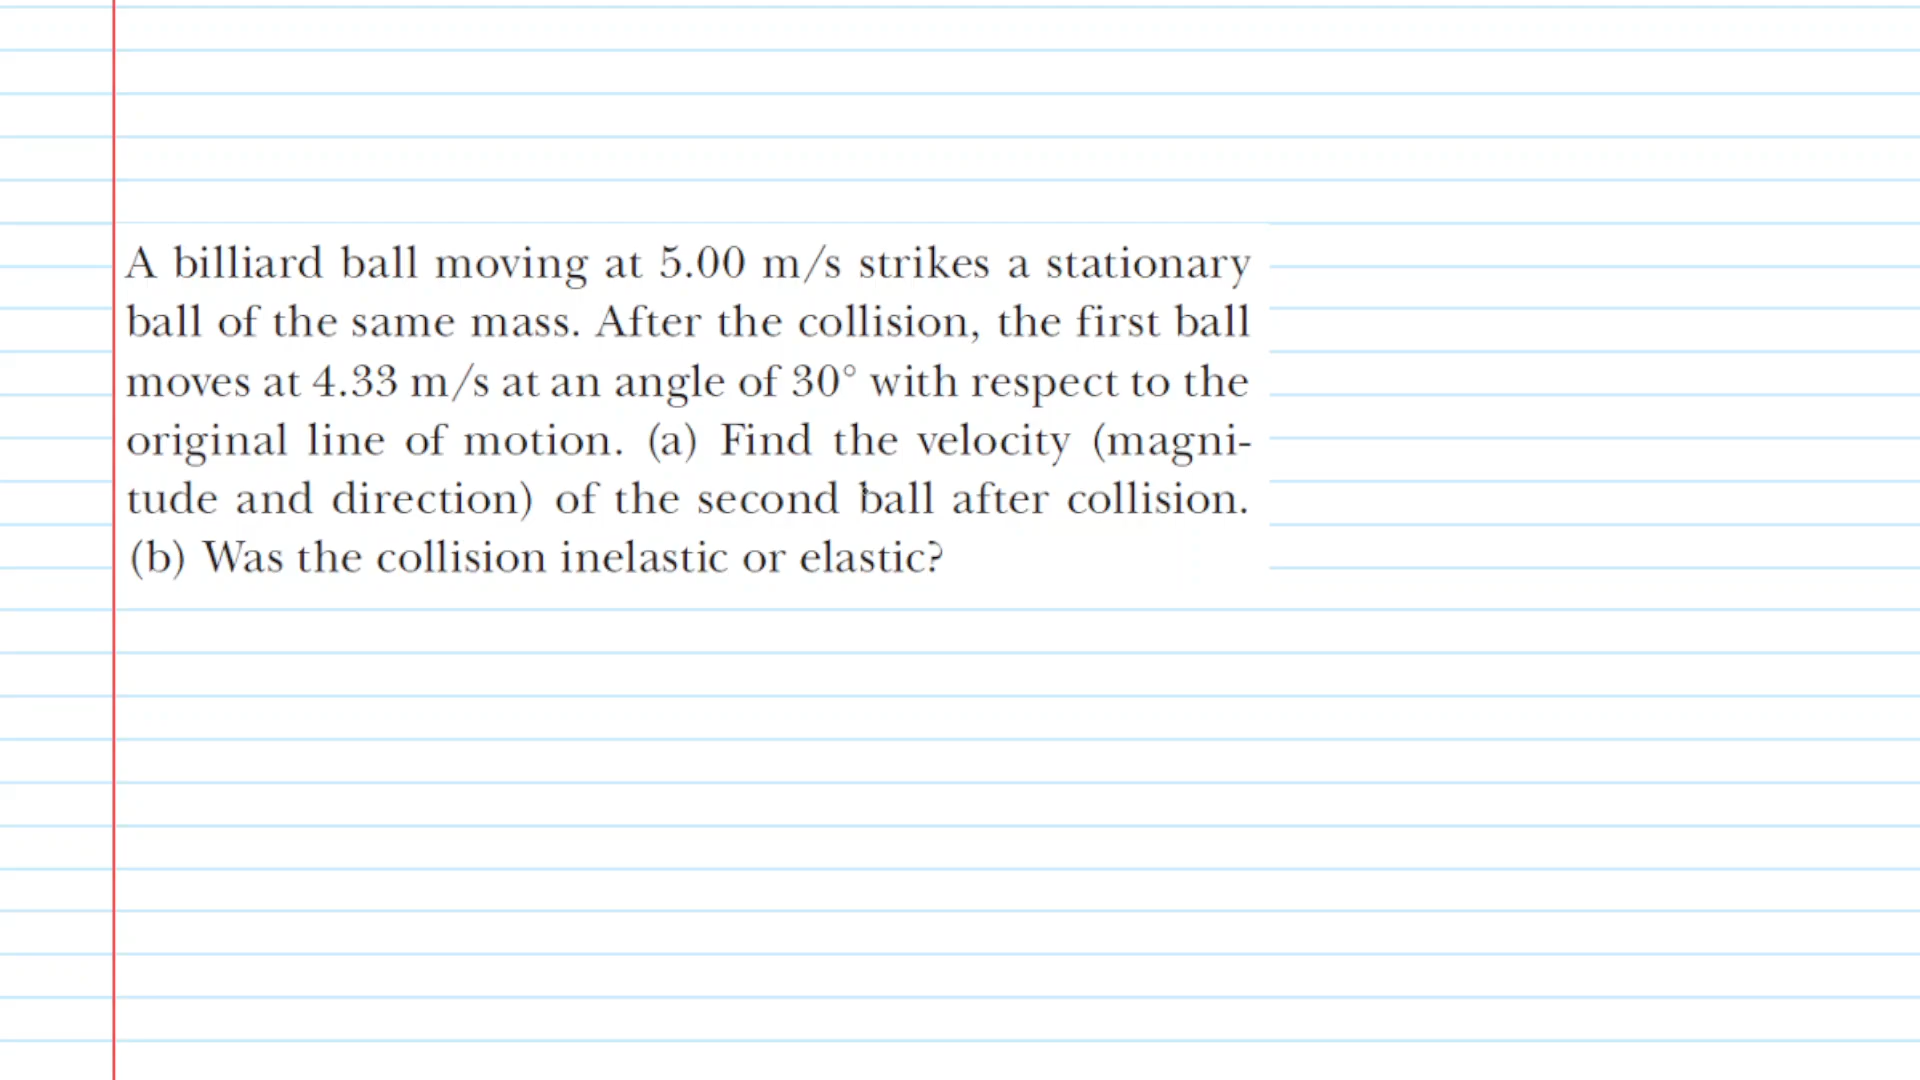 A billiard ball moving at 5.00 m/s strikes a stationary
ball of the same mass. After the collision, the first ball
moves at 4.33 m/s at an angle of 30° with respect to the
original line of motion. (a) Find the velocity (magni-
tude and direction) of the second ball after collision.
(b) Was the collision inelastic or elastic?